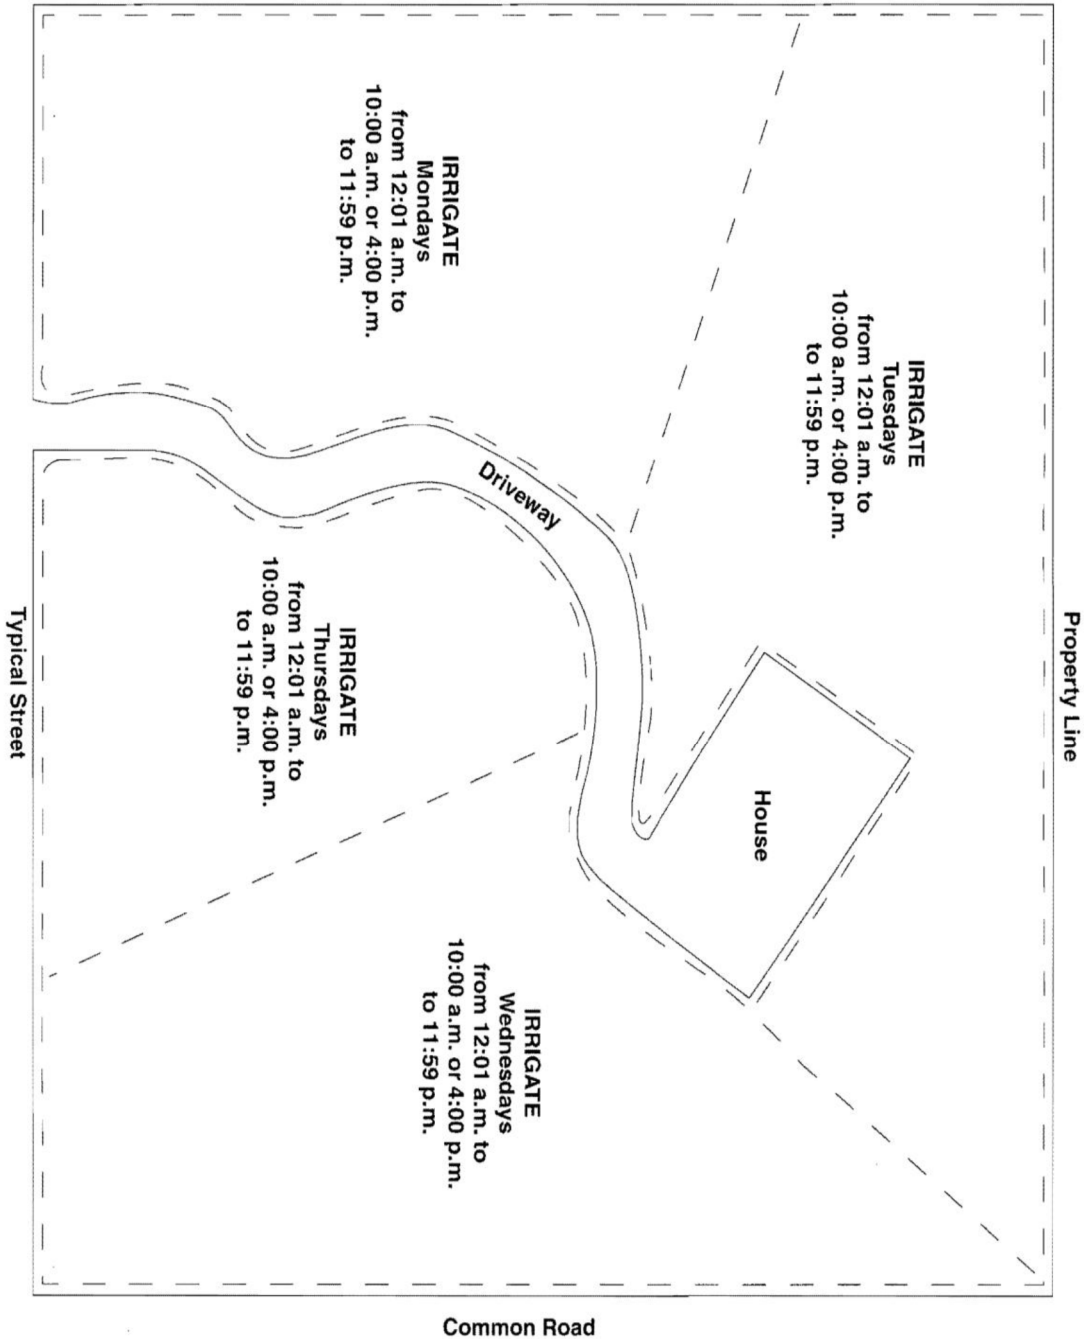 IRRIGATE
Mondays
from 12:01 a.m. to
10:00 a.m. or 4:00 p.m.
to 11:59 p.m.
IRRIGATE
Tuesdays
from 12:01 a.m. to
10:00 a.m. or 4:00 p.m.
to 11:59 p.m.
Driveway
IRRIGATE
Thursdays
from 12:01 a.m. to
10:00 a.m. or 4:00 p.m.
to 11:59 p.m.
House
IRRIGATE
Wednesdays
from 12:01 a.m. to
10:00 a.m. or 4:00 p.m.
to 11:59 p.m.
Property Line
Typical Street
Common Road